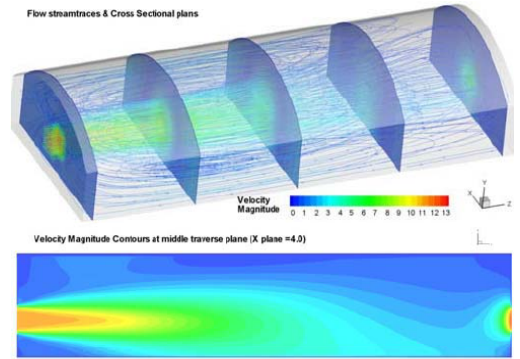 Flow streamtraces & Cross Sectional plans
Velocity
Magnitude
0 1 2 3 4 5 6 7 8 9 10 11 12 13
X
Y
Z
Velocity Magnitude Contours at middle traverse plane (X plane =4.0)